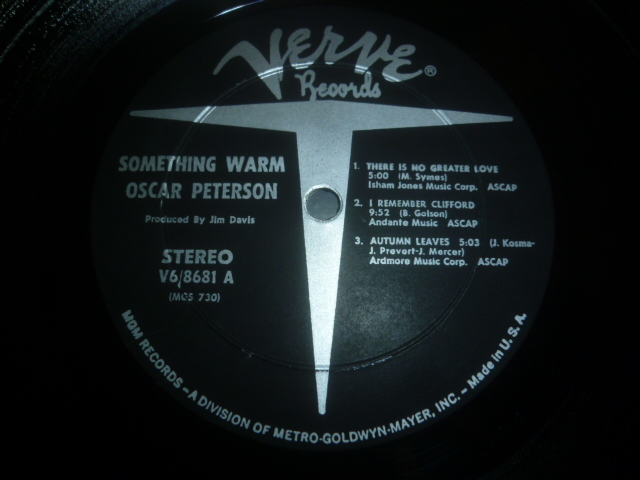 VERVE®
Records
SOMETHING WARM
OSCAR PETERSON
Produced By Jim Davis
STEREO
V6/8681 A
(MGS 730)
1. THERE IS NO GREATER LOVE
5:00 (M. Symes)
Isham Jones Music Corp. ASCAP
2. I REMEMBER CLIFFORD
9:52 (B. Golson)
Andante Music ASCAP
3. AUTUMN LEAVES 5:03 (J. Kosma-
J. Prevert-J. Mercer)
Ardmore Music Corp. ASCAP
MGM RECORDS – A DIVISION OF METRO-GOLDWYN-MAYER, INC. – Made in U.S.A.